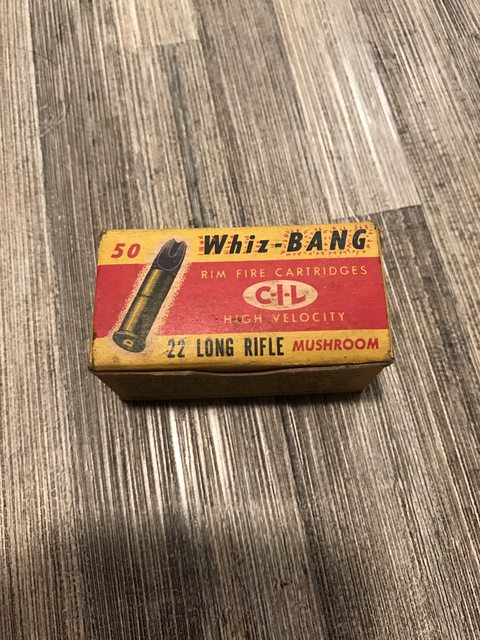 50
Whiz-BANG
RIM FIRE CARTRIDGES
C-I-L
HIGH VELOCITY
22 LONG RIFLE MUSHROOM